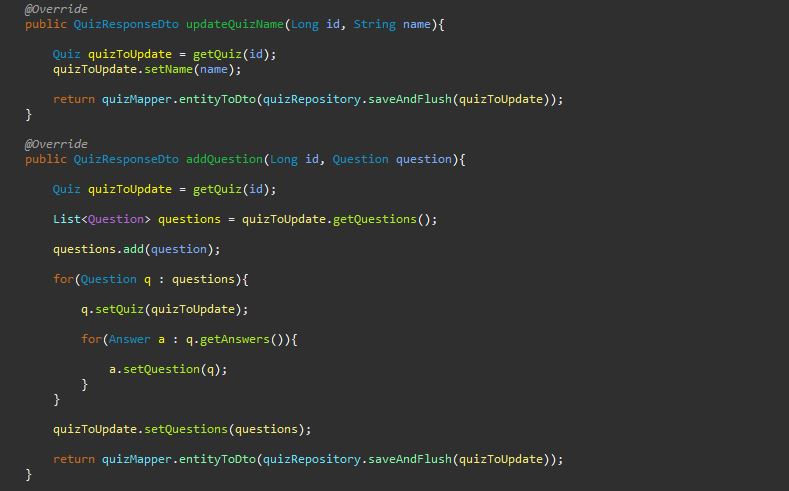 @Override
public QuizResponseDto updateQuizName(Long id, String name){
Quiz quizToUpdate = getQuiz(id);
quizToUpdate.setName(name);
return quizMapper.entityToDto(quizRepository.saveAndFlush(quizToUpdate));
}
@Override
public QuizResponseDto addQuestion(Long id, Question question){
Quiz quizToUpdate = getQuiz(id);
List<Question> questions = quizToUpdate.getQuestions();
questions.add(question);
for(Question q : questions){
q.setQuiz(quizToUpdate);
for(Answer a : q.getAnswers()){
a.setQuestion(q);
}
}
quizToUpdate.setQuestions(questions);
return quizMapper.entityToDto(quizRepository.saveAndFlush(quizToUpdate));
}